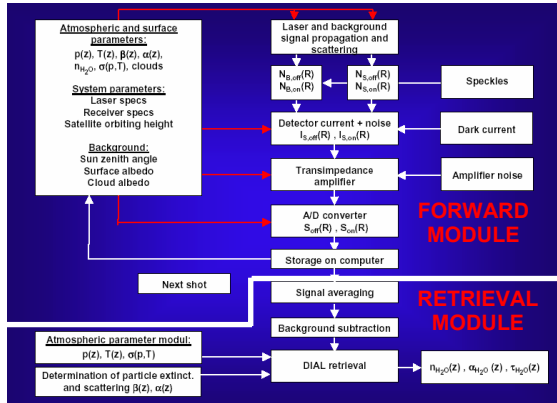 Atmospheric and surface
parameters:
p(z), T(z), β(z), α(z),
nH2O, σ(p,T), clouds
System parameters:
Laser specs
Receiver specs
Satellite orbiting height
Background:
Sun zenith angle
Surface albedo
Cloud albedo
Laser and background
signal propagation and
scattering
NB,off(R)
NB,on(R)
NS,off(R)
NS,on(R)
Speckles
Detector current + noise
IS,off(R) , IS,on(R)
Dark current
Transimpedance
amplifier
Amplifier noise
A/D converter
Soff(R) , Son(R)
FORWARD
MODULE
Storage on computer
Next shot
Signal averaging
RETRIEVAL
MODULE
Background subtraction
Atmospheric parameter modul:
p(z), T(z), σ(p,T)
DIAL retrieval
nH2O(z) , αH2O (z) , τH2O(z)
Determination of particle extinct.
and scattering β(z), α(z)